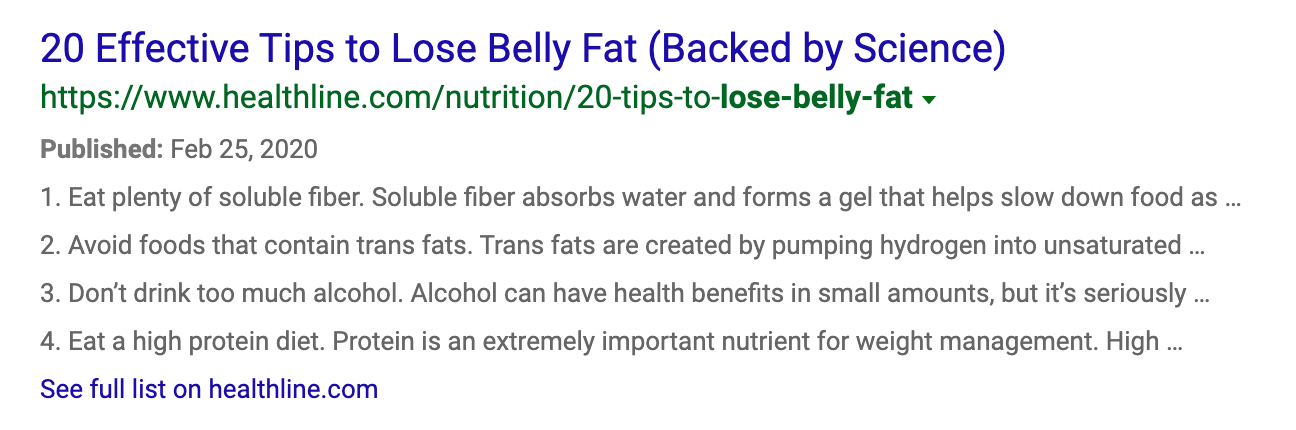 20 Effective Tips to Lose Belly Fat (Backed by Science)
https://www.healthline.com/nutrition/20-tips-to-lose-belly-fat
Published: Feb 25, 2020
1. Eat plenty of soluble fiber. Soluble fiber absorbs water and forms a gel that helps slow down food as ...
2. Avoid foods that contain trans fats. Trans fats are created by pumping hydrogen into unsaturated ...
3. Don’t drink too much alcohol. Alcohol can have health benefits in small amounts, but it’s seriously ...
4. Eat a high protein diet. Protein is an extremely important nutrient for weight management. High ...
See full list on healthline.com